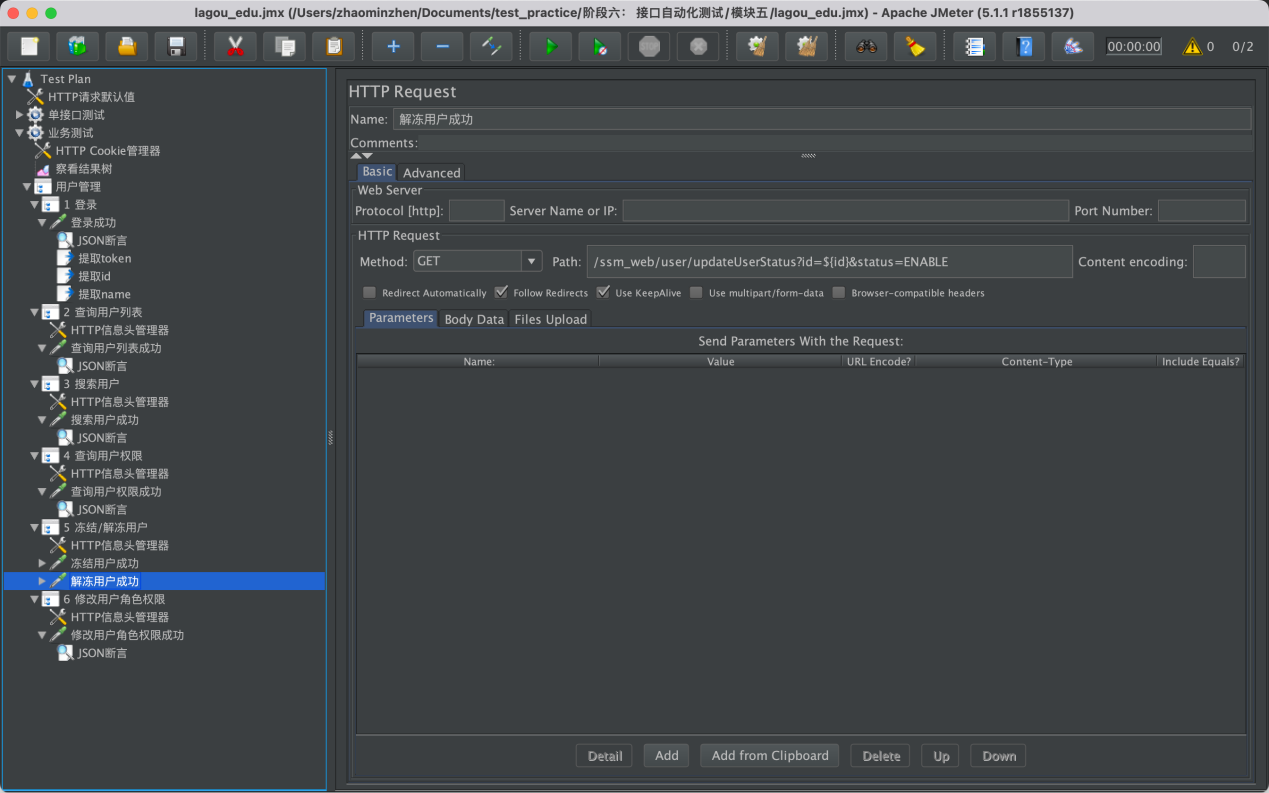 lagou_edu.jmx (/Users/zhaominzhen/Documents/test_practice/阶段六： 接口自动化测试/模块五/lagou_edu.jmx) - Apache JMeter (5.1.1 r1855137)
STOP
00:00:00
0
0/2
Test Plan
HTTP请求默认值
单接口测试
业务测试
HTTP Cookie管理器
察看结果树
用户管理
1 登录
登录成功
JSON断言
提取token
提取id
提取name
2 查询用户列表
HTTP信息头管理器
查询用户列表成功
JSON断言
3 搜索用户
HTTP信息头管理器
搜索用户成功
JSON断言
4 查询用户权限
HTTP信息头管理器
查询用户权限成功
JSON断言
5 冻结/解冻用户
HTTP信息头管理器
冻结用户成功
解冻用户成功
6 修改用户角色权限
HTTP信息头管理器
修改用户角色权限成功
JSON断言
HTTP Request
Name: 解冻用户成功
Comments:
Basic Advanced
Web Server
Protocol [http]: Server Name or IP: Port Number:
HTTP Request
Method: GET Path: /ssm_web/user/updateUserStatus?id=${id}&status=ENABLE Content encoding:
Redirect Automatically Follow Redirects Use KeepAlive Use multipart/form-data Browser-compatible headers
Parameters Body Data Files Upload
Send Parameters With the Request:
Name: Value URL Encode? Content-Type Include Equals?
Detail Add Add from Clipboard Delete Up Down